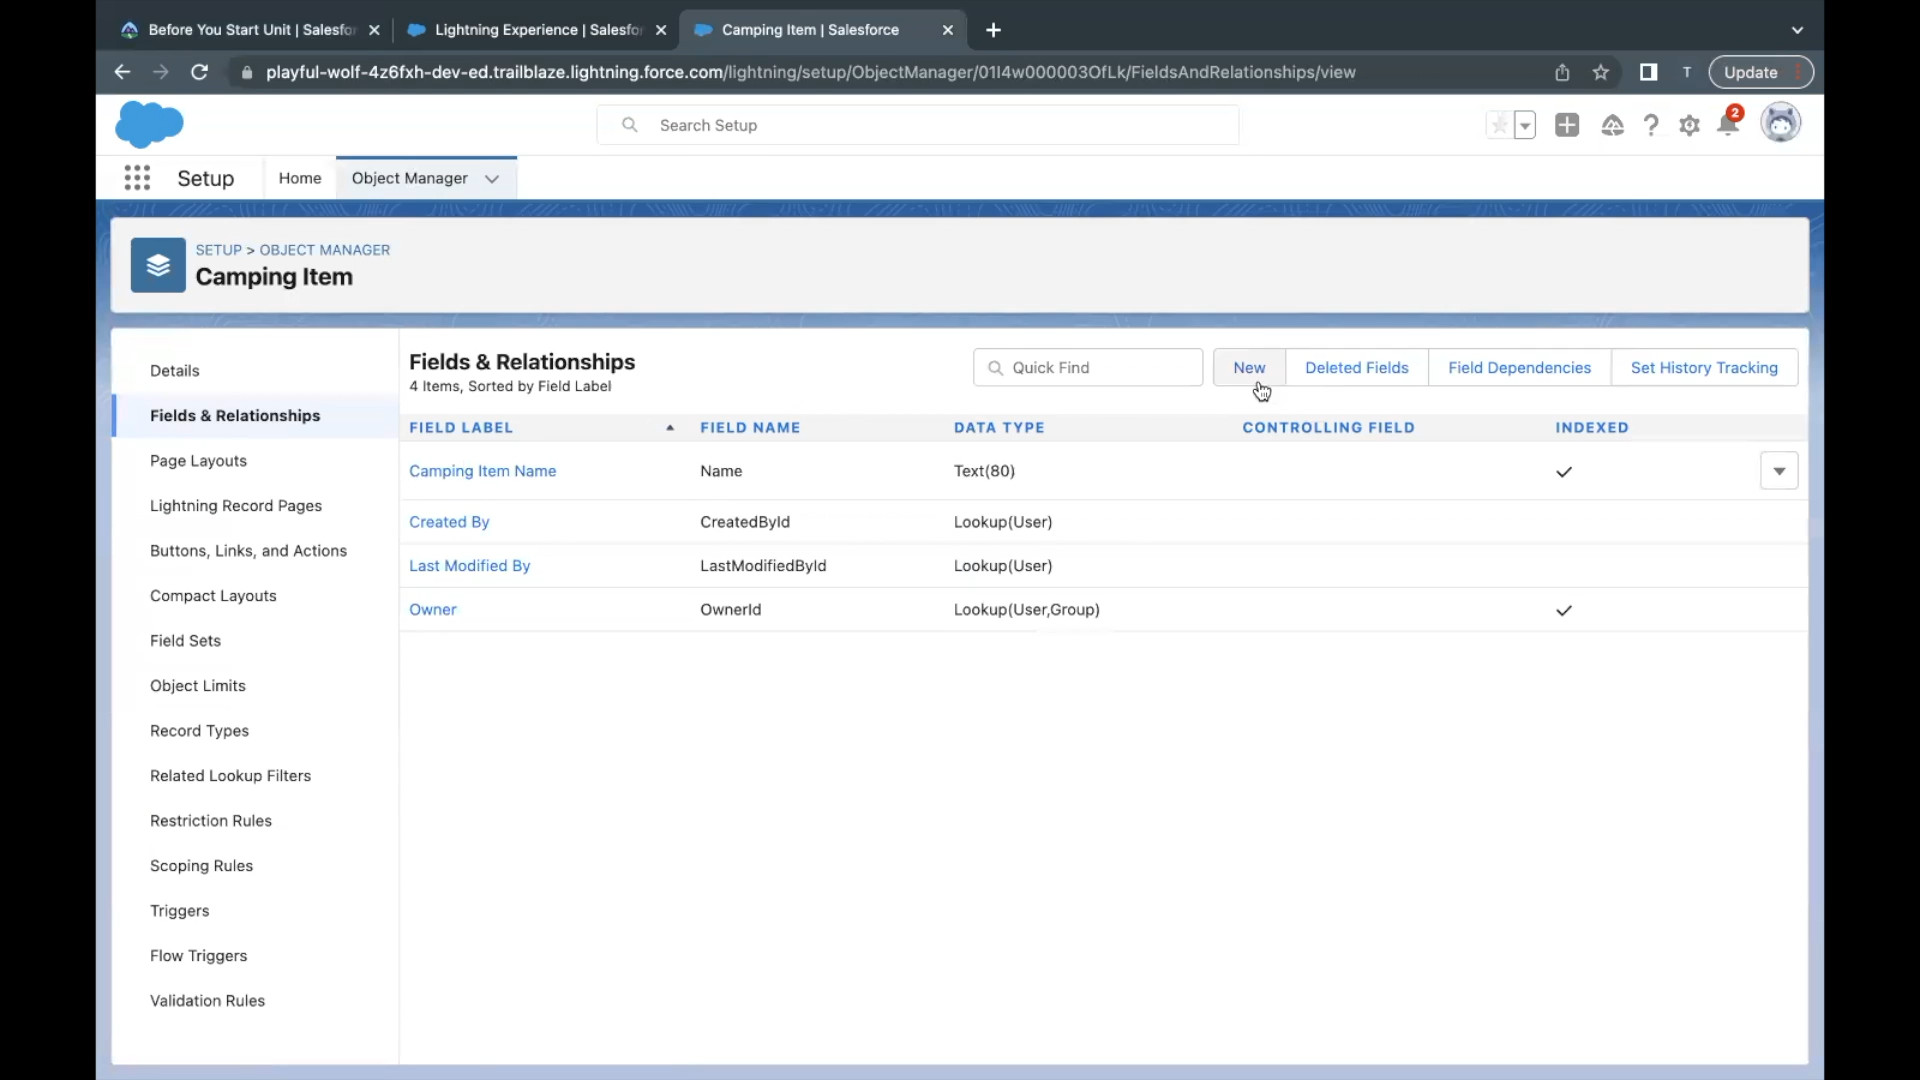 Before You Start Unit | Salesfor
Lightning Experience | Salesfor
Camping Item | Salesforce
playful-wolf-4z6fxh-dev-ed.trailblaze.lightning.force.com/lightning/setup/ObjectManager/01I4w000003OfLk/FieldsAndRelationships/view
T
Update
Search Setup
2
Setup
Home
Object Manager
SETUP > OBJECT MANAGER
Camping Item
Details
Fields & Relationships
Page Layouts
Lightning Record Pages
Buttons, Links, and Actions
Compact Layouts
Field Sets
Object Limits
Record Types
Related Lookup Filters
Restriction Rules
Scoping Rules
Triggers
Flow Triggers
Validation Rules
Fields & Relationships
4 Items, Sorted by Field Label
Quick Find
New
Deleted Fields
Field Dependencies
Set History Tracking
FIELD LABEL FIELD NAME DATA TYPE CONTROLLING FIELD INDEXED
Camping Item Name Name Text(80)
Created By CreatedById Lookup(User)
Last Modified By LastModifiedById Lookup(User)
Owner OwnerId Lookup(User,Group)